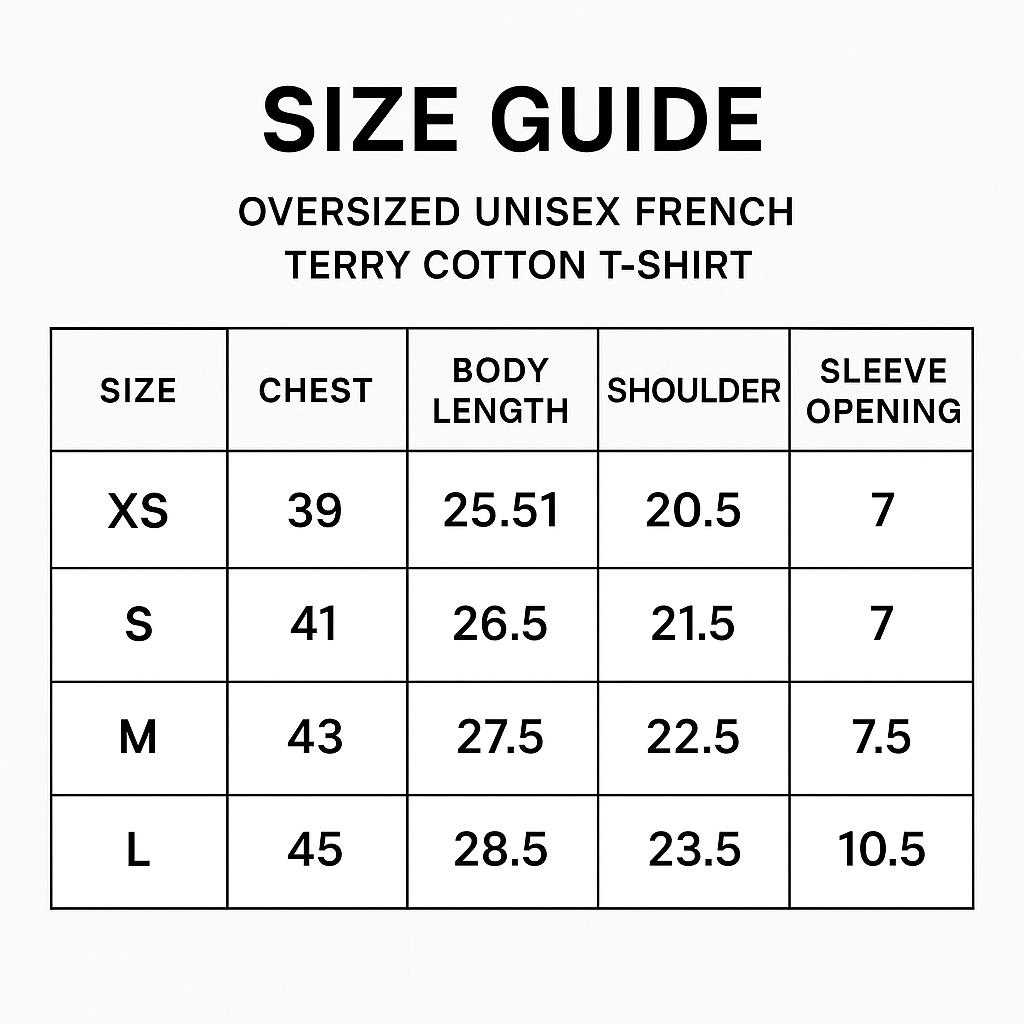 SIZE GUIDE
OVERSIZED UNISEX FRENCH
TERRY COTTON T-SHIRT
SIZE CHEST BODY LENGTH SHOULDER SLEEVE OPENING
XS 39 25.51 20.5 7
S 41 26.5 21.5 7
M 43 27.5 22.5 7.5
L 45 28.5 23.5 10.5